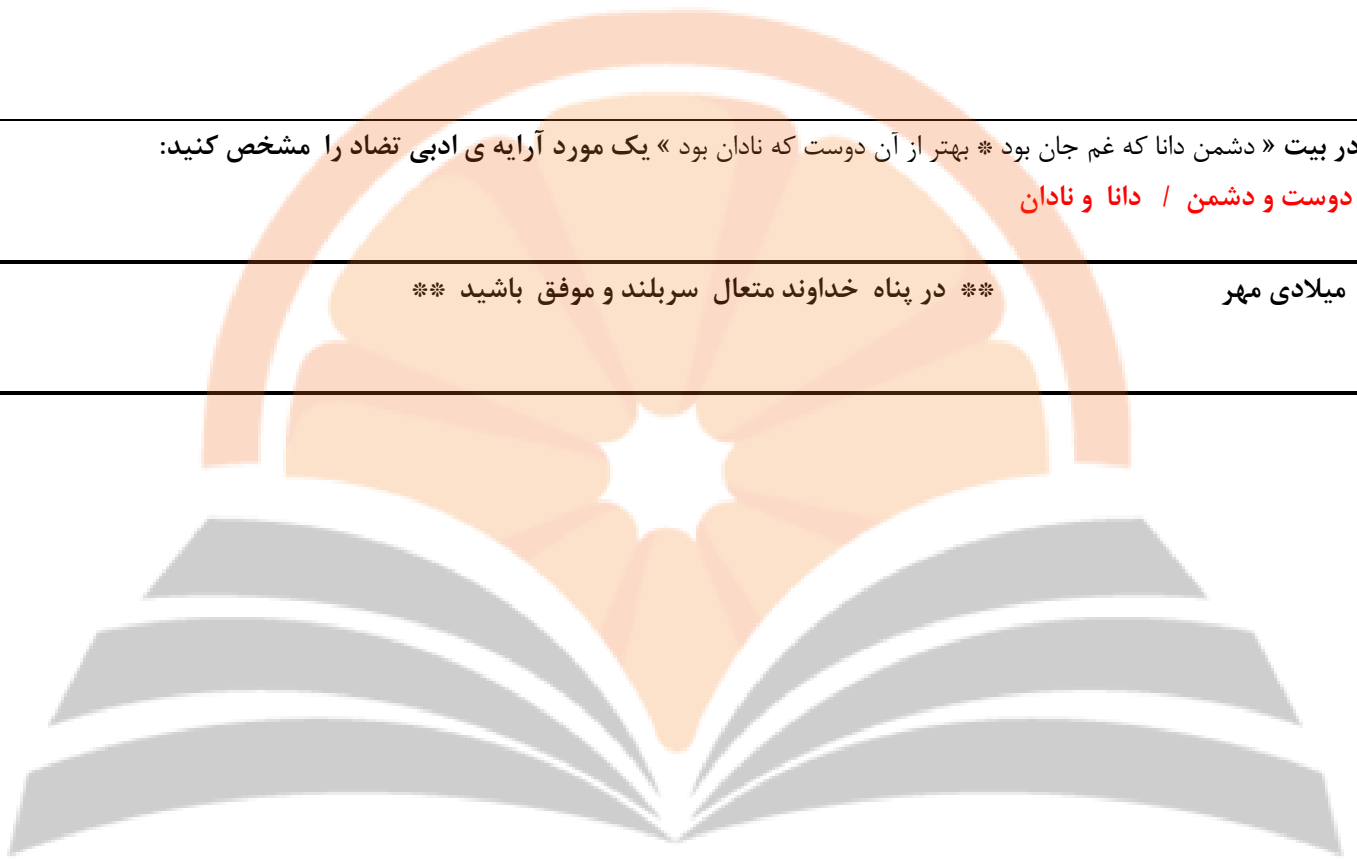 در بیت « دشمن دانا که غم جان بود * بهتر از آن دوست که نادان بود » یک مورد آرایه ی ادبی تضاد را مشخص کنید:
دوست و دشمن / دانا و نادان
میلادی مهر ** در پناه خداوند متعال سربلند و موفق باشید **